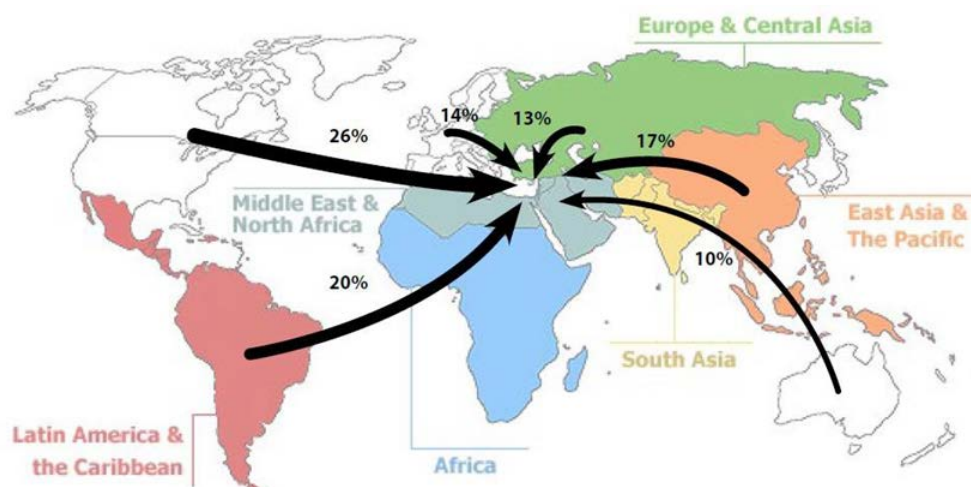 Europe & Central Asia
14%
13%
26%
17%
Middle East &
North Africa
East Asia &
The Pacific
10%
20%
South Asia
Latin America &
the Caribbean
Africa